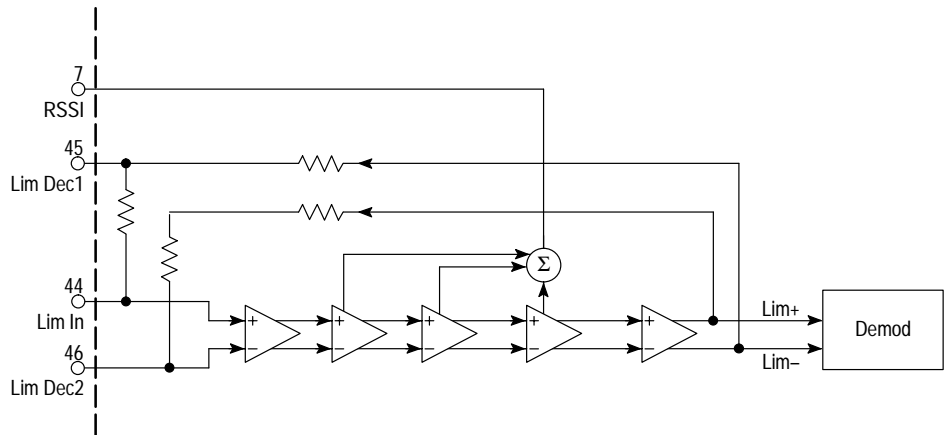 7
RSSI
45
Lim Dec1
44
Lim In
46
Lim Dec2
Σ
+ + + + +
– – – – –
Lim+
Lim–
Demod